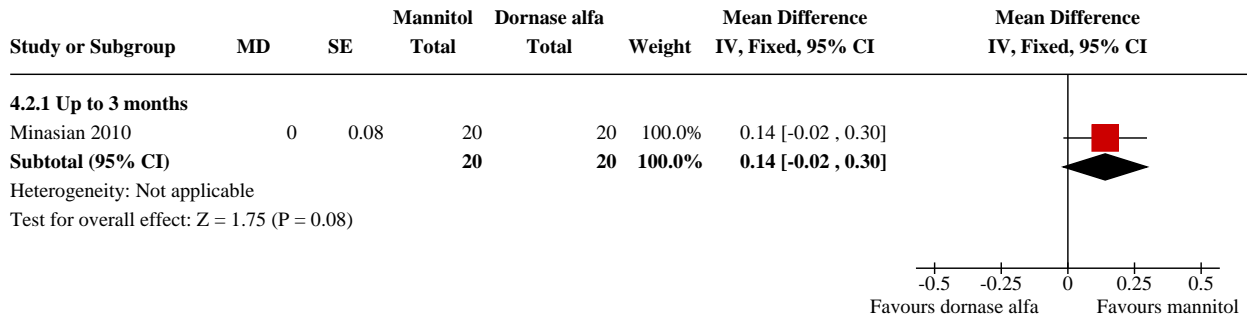 Mannitol Dornase alfa Mean Difference Mean Difference
Study or Subgroup MD SE Total Total Weight IV, Fixed, 95% CI IV, Fixed, 95% CI
4.2.1 Up to 3 months
Minasian 2010 0 0.08 20 20 100.0% 0.14 [-0.02 , 0.30]
Subtotal (95% CI) 20 20 100.0% 0.14 [-0.02 , 0.30]
Heterogeneity: Not applicable
Test for overall effect: Z = 1.75 (P = 0.08)
-0.5 -0.25 0 0.25 0.5
Favours dornase alfa Favours mannitol